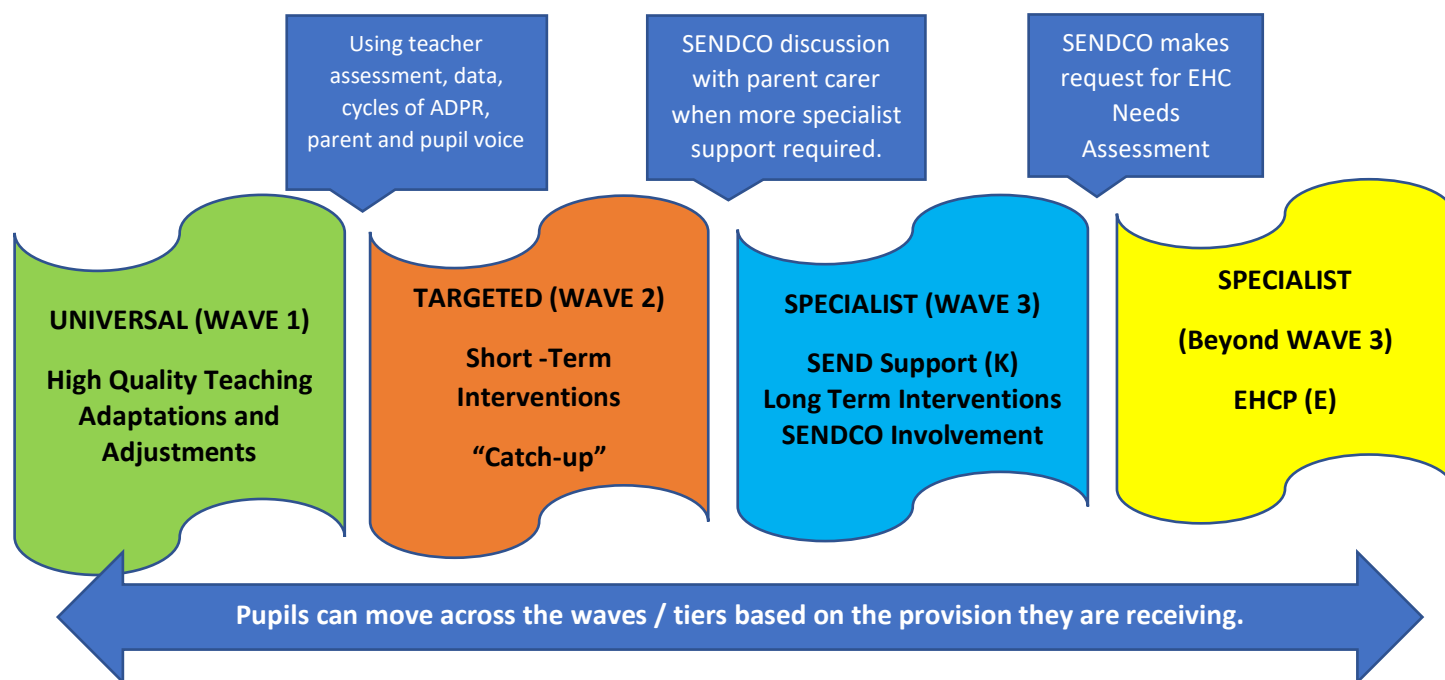 Using teacher
assessment, data,
cycles of ADPR,
parent and pupil voice
SENDCO discussion
with parent carer
when more specialist
support required.
SENDCO makes
request for EHC
Needs
Assessment
UNIVERSAL (WAVE 1)
High Quality Teaching
Adaptations and
Adjustments
TARGETED (WAVE 2)
Short -Term
Interventions
“Catch-up”
SPECIALIST (WAVE 3)
SEND Support (K)
Long Term Interventions
SENDCO Involvement
SPECIALIST
(Beyond WAVE 3)
EHCP (E)
Pupils can move across the waves / tiers based on the provision they are receiving.